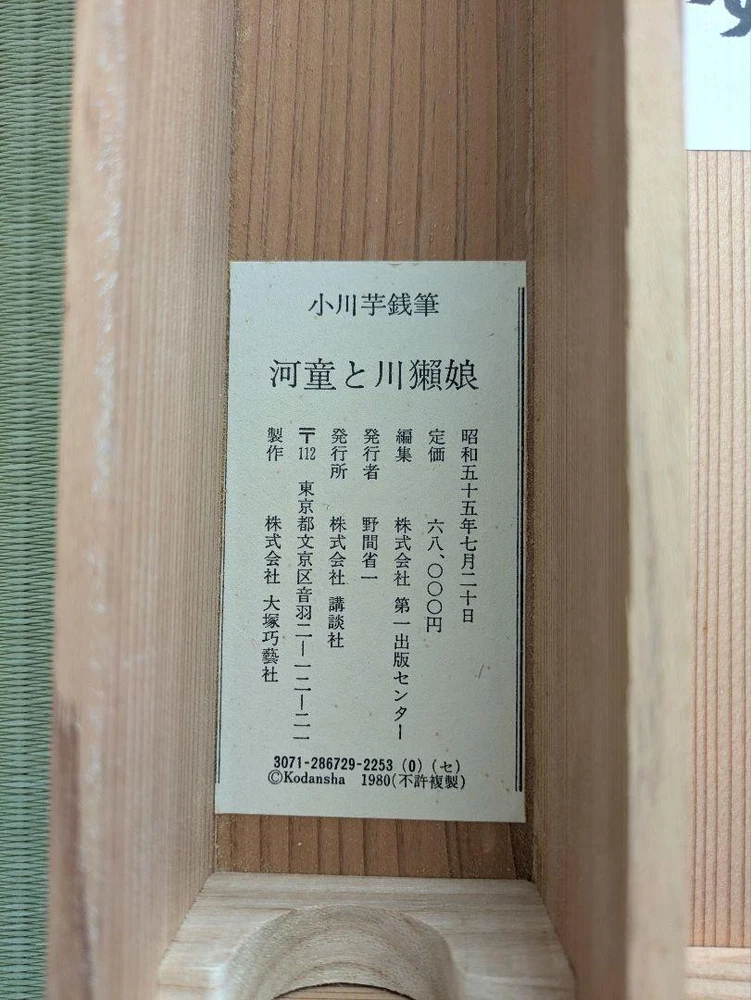 小川芋銭筆
河童と川獺娘
昭和五十五年七月二十日
定価 六八、〇〇〇円
編集 株式会社 第一出版センター
発行者 野間省一
発行所 株式会社 講談社
〒112 東京都文京区音羽二―一二―二一
製作 株式会社 大塚巧藝社
3071-286729-2253 (0) (セ)
©Kodansha 1980(不許複製)